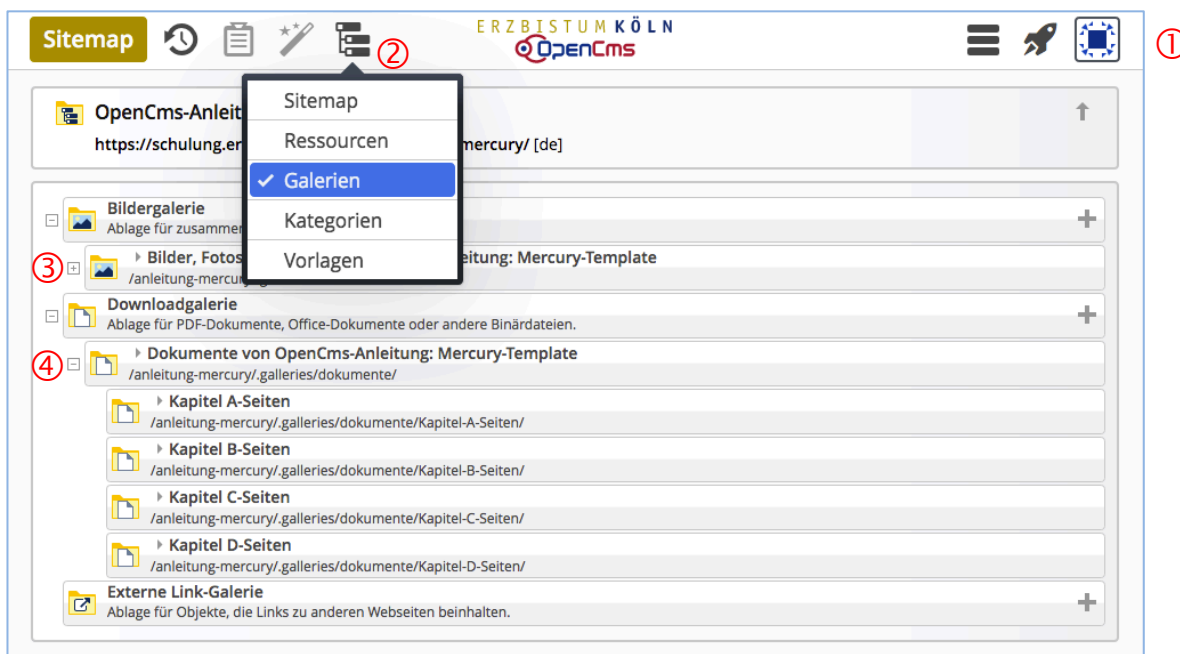 Sitemap
②
ERZBISTUM KÖLN
OpenCms
①
Sitemap
Ressourcen
✓ Galerien
Kategorien
Vorlagen
OpenCms-Anleit
https://schulung.er mercury/ [de]
Bildergalerie
Ablage für
③
Bilder, Fotos eitung: Mercury-Template
/anleitung-mercury
Downloadgalerie
Ablage für PDF-Dokumente, Office-Dokumente oder andere Binärdateien.
④
Dokumente von OpenCms-Anleitung: Mercury-Template
/anleitung-mercury/.galleries/dokumente/
Kapitel A-Seiten
/anleitung-mercury/.galleries/dokumente/Kapitel-A-Seiten/
Kapitel B-Seiten
/anleitung-mercury/.galleries/dokumente/Kapitel-B-Seiten/
Kapitel C-Seiten
/anleitung-mercury/.galleries/dokumente/Kapitel-C-Seiten/
Kapitel D-Seiten
/anleitung-mercury/.galleries/dokumente/Kapitel-D-Seiten/
Externe Link-Galerie
Ablage für Objekte, die Links zu anderen Webseiten beinhalten.